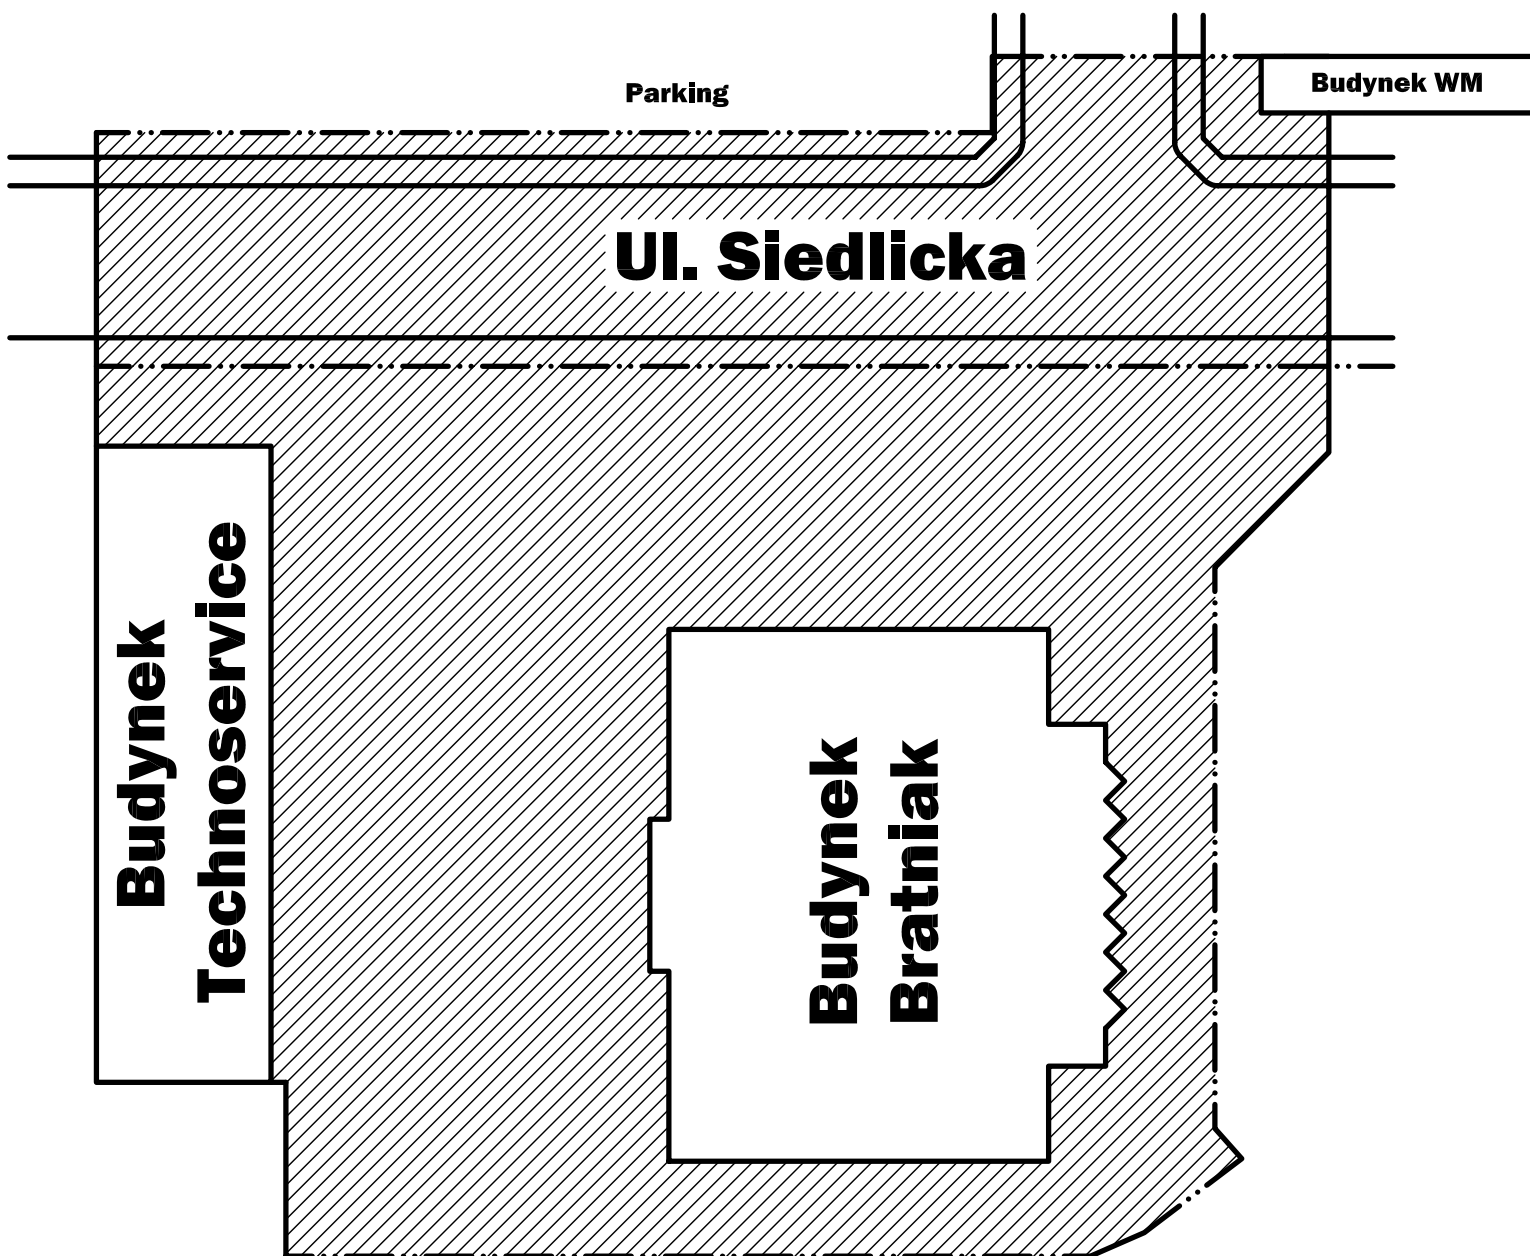 Parking
Budynek WM
Ul. Siedlicka
Budynek
Technoservice
Budynek
Bratniak